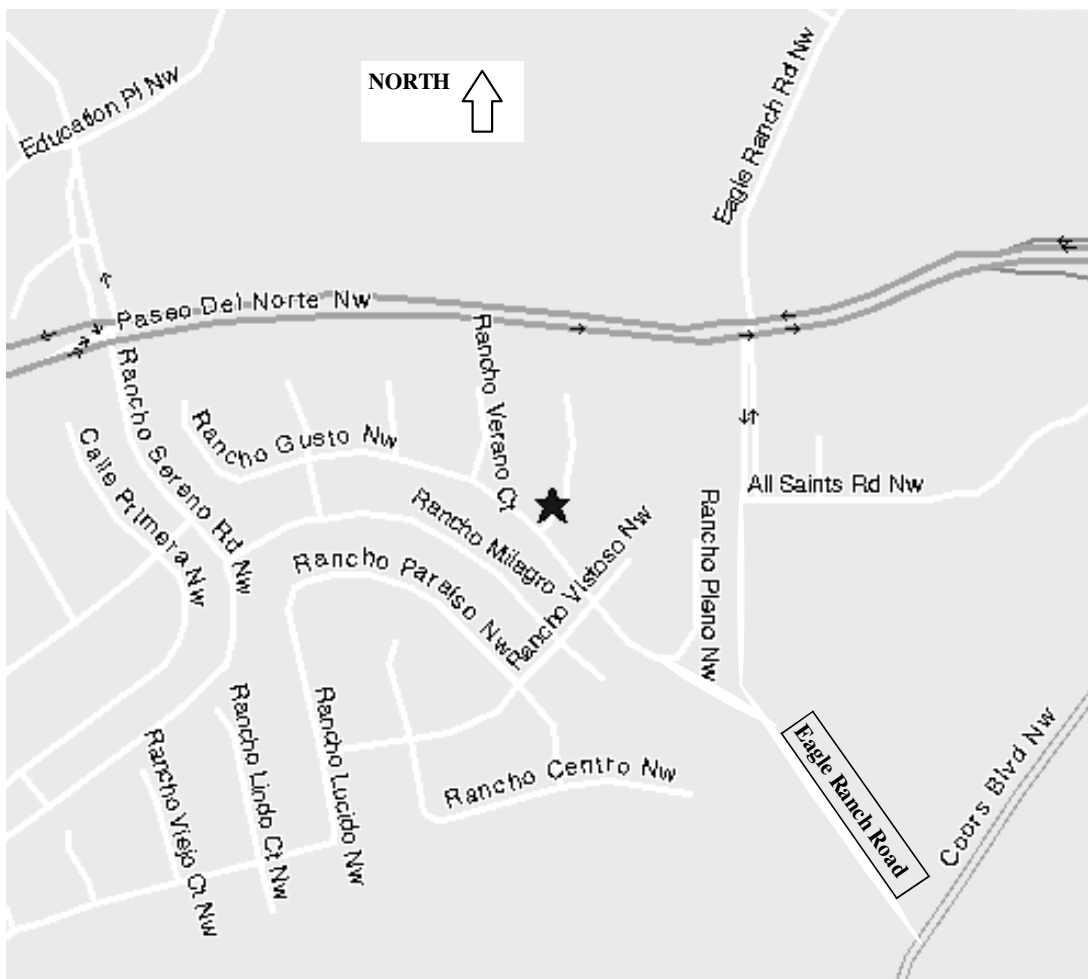 Education Pl Nw
NORTH
Eagle Ranch Rd Nw
Paseo Del Norte Nw
Rancho Verano Ct
Rancho Sereno Rd Nw
Rancho Gusto Nw
Calle Primera Nw
All Saints Rd Nw
Rancho Milagro
Rancho Pleno Nw
Rancho Paraiso Nw
Rancho Vistoso Nw
Rancho Lindo Ct Nw
Rancho Lucido Nw
Rancho Viejo Ct Nw
Rancho Centro Nw
Eagle Ranch Road
Coors Blvd Nw